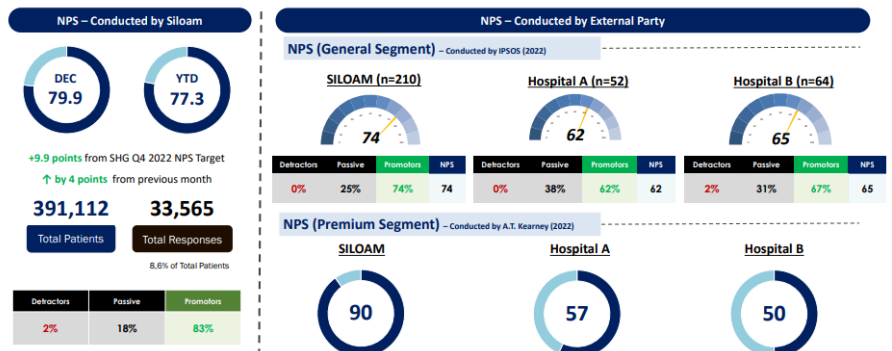 NPS – Conducted by Siloam
DEC
79.9
YTD
77.3
+9.9 points from SHG Q4 2022 NPS Target
↑ by 4 points from previous month
391,112
Total Patients
33,565
Total Responses
8,6% of Total Patients
Detractors Passive Promotors
2% 18% 83%
NPS – Conducted by External Party
NPS (General Segment) – Conducted by IPSOS (2022)
SILOAM (n=210)
74
Detractors Passive Promotors NPS
0% 25% 74% 74
Hospital A (n=52)
62
Detractors Passive Promotors NPS
0% 38% 62% 62
Hospital B (n=64)
65
Detractors Passive Promotors NPS
2% 31% 67% 65
NPS (Premium Segment) – Conducted by A.T. Kearney (2022)
SILOAM
90
Hospital A
57
Hospital B
50